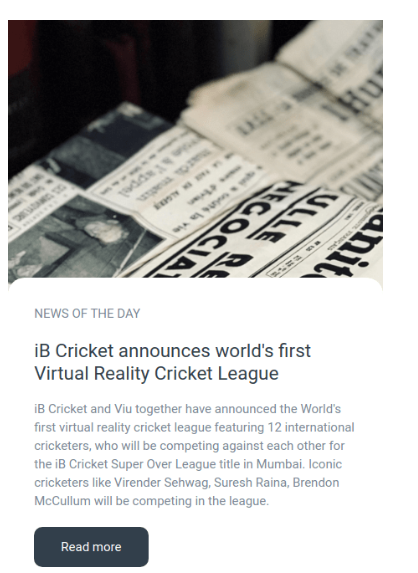 NEGOCIA
ULLE RE
NEWS OF THE DAY
iB Cricket announces world's first
Virtual Reality Cricket League
iB Cricket and Viu together have announced the World's
first virtual reality cricket league featuring 12 international
cricketers, who will be competing against each other for
the iB Cricket Super Over League title in Mumbai. Iconic
cricketers like Virender Sehwag, Suresh Raina, Brendon
McCullum will be competing in the league.
Read more